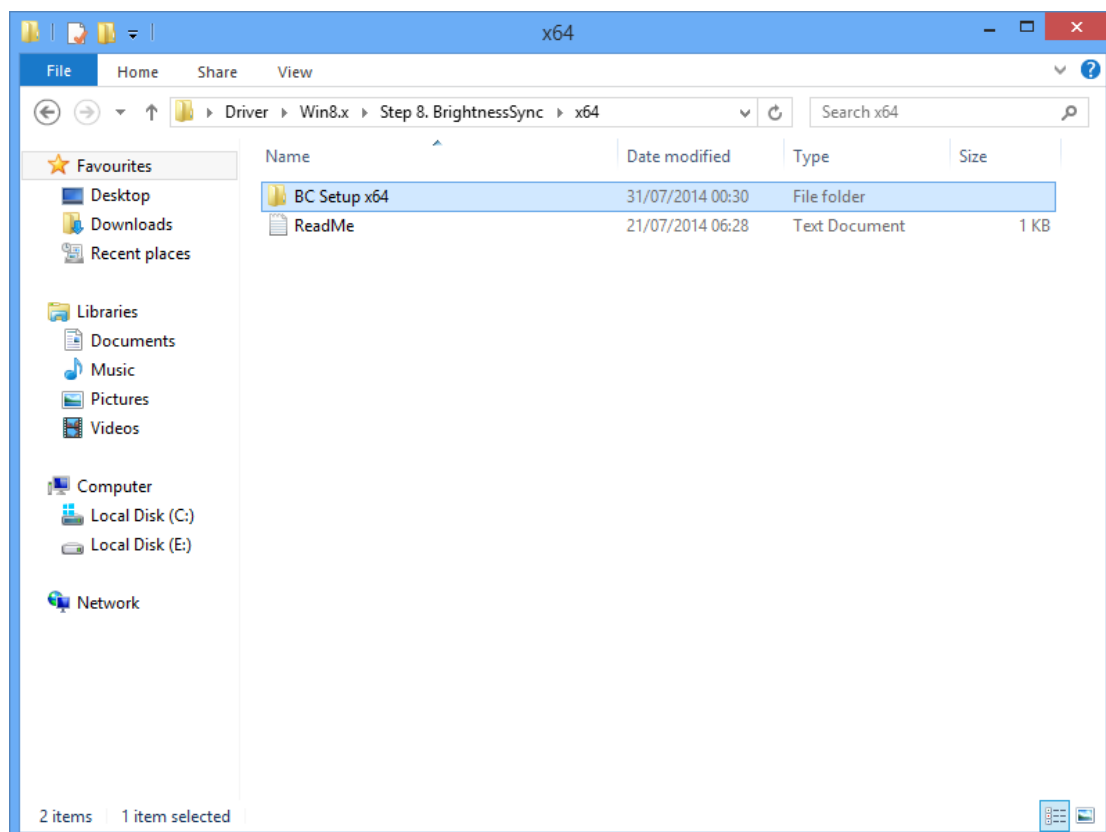 x64
File Home Share View
Driver Win8.x Step 8. BrightnessSync x64 Search x64
Name Date modified Type Size
Favourites
Desktop
Downloads
Recent places
Libraries
Documents
Music
Pictures
Videos
Computer
Local Disk (C:)
Local Disk (E:)
Network
BC Setup x64 31/07/2014 00:30 File folder
ReadMe 21/07/2014 06:28 Text Document 1 KB
2 items 1 item selected